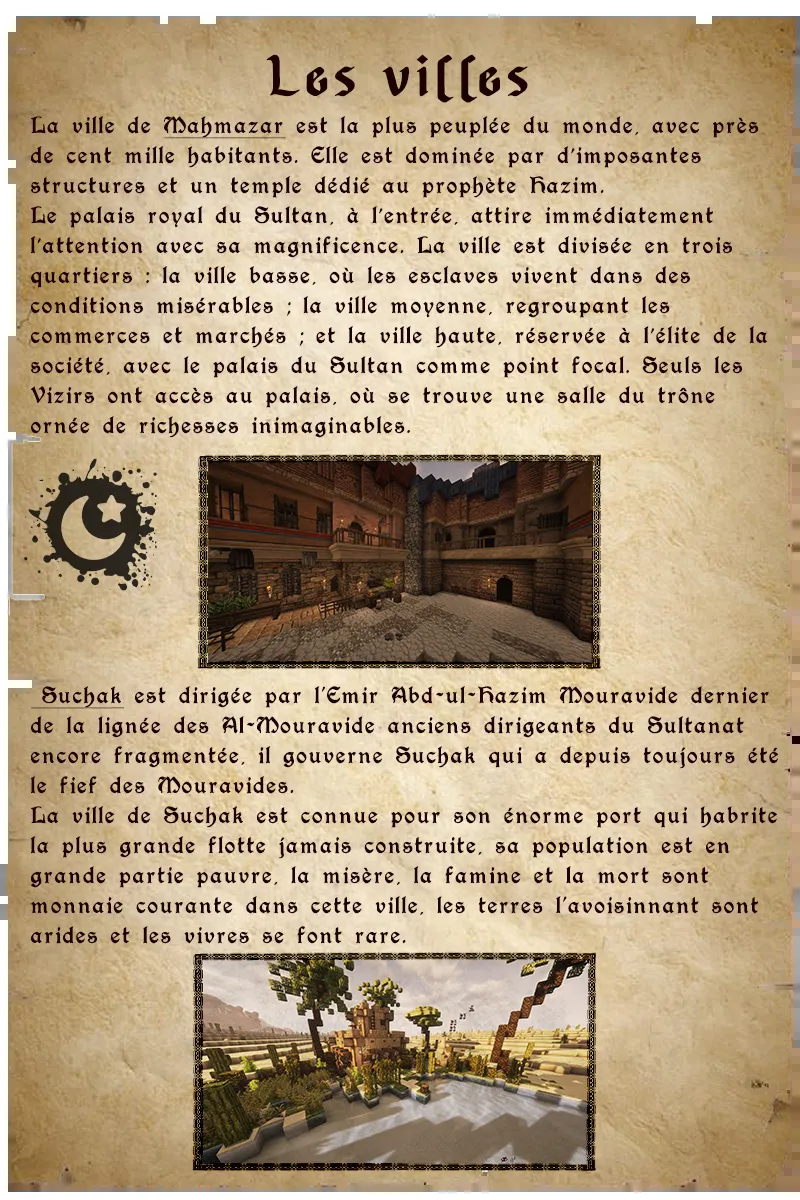 Les villes
La ville de Mahmazar est la plus peuplée du monde, avec près
de cent mille habitants. Elle est dominée par d'imposantes
structures et un temple dédié au prophète Hazim.
Le palais royal du Sultan, à l'entrée, attire immédiatement
l'attention avec sa magnificence. La ville est divisée en trois
quartiers : la ville basse, où les esclaves vivent dans des
conditions misérables ; la ville moyenne, regroupant les
commerces et marchés ; et la ville haute, réservée à l'élite de la
société, avec le palais du Sultan comme point focal. Seuls les
Vizirs ont accès au palais, où se trouve une salle du trône
ornée de richesses inimaginables.
Suchak est dirigée par l'Emir Abd-ul-Hazim Mouravide dernier
de la lignée des Al-Mouravide anciens dirigeants du Sultanat
encore fragmentée, il gouverne Suchak qui a depuis toujours été
le fief des Mouravides.
La ville de Suchak est connue pour son énorme port qui habrite
la plus grande flotte jamais construite, sa population est en
grande partie pauvre, la misère, la famine et la mort sont
monnaie courante dans cette ville, les terres l'avoisinnant sont
arides et les vivres se font rare.